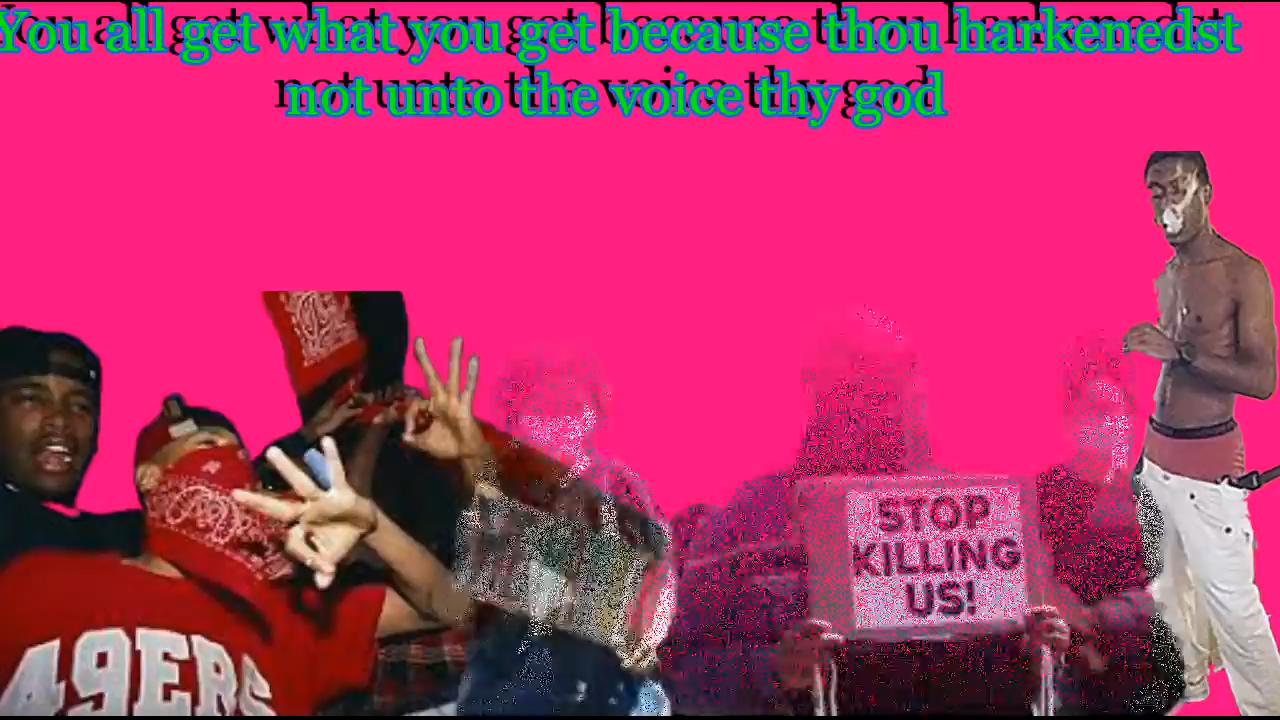 You all get what you get because thou harkenedst
not unto the voice thy god
STOP
KILLING
US!
49ERS